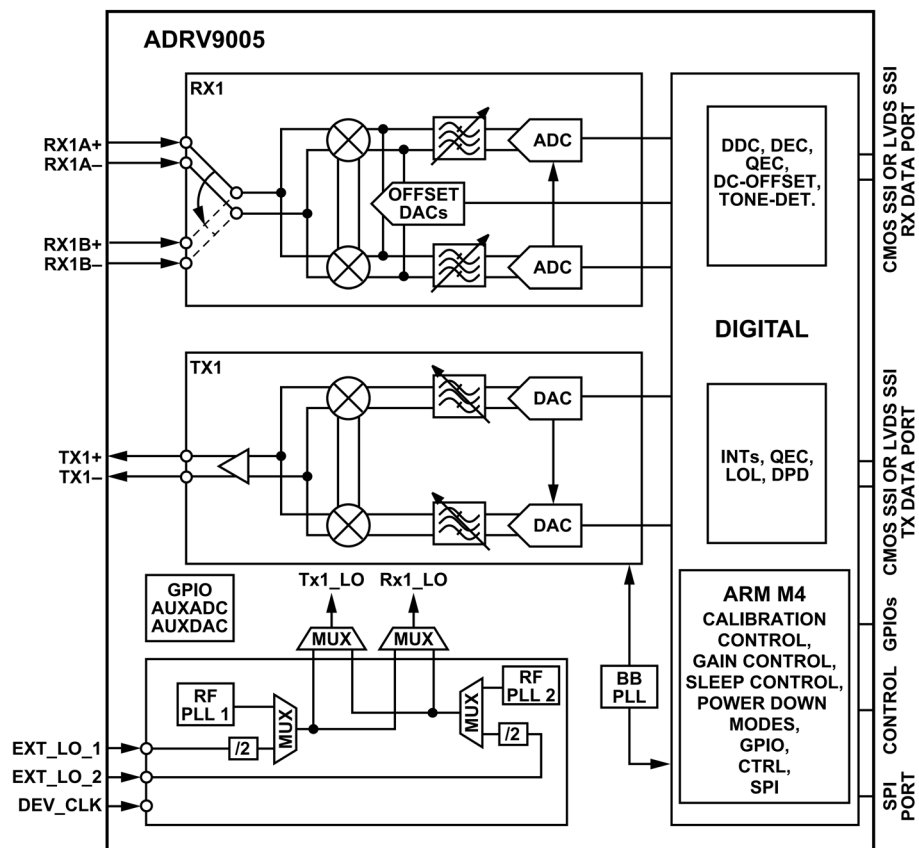 ADRV9005
RX1
RX1A+
RX1A–
RX1B+
RX1B–
ADC
OFFSET
DACs
ADC
DDC, DEC,
QEC,
DC-OFFSET,
TONE-DET.
CMOS SSI OR LVDS SSI
RX DATA PORT
DIGITAL
TX1
TX1+
TX1–
DAC
DAC
INTs, QEC,
LOL, DPD
CMOS SSI OR LVDS SSI
TX DATA PORT
GPIO
AUXADC
AUXDAC
Tx1_LO
Rx1_LO
MUX
MUX
RF
PLL 1
MUX
/2
MUX
RF
PLL 2
/2
EXT_LO_1
EXT_LO_2
DEV_CLK
BB
PLL
ARM M4
CALIBRATION
CONTROL,
GAIN CONTROL,
SLEEP CONTROL,
POWER DOWN
MODES,
GPIO,
CTRL,
SPI
GPIOs
CONTROL
SPI
PORT